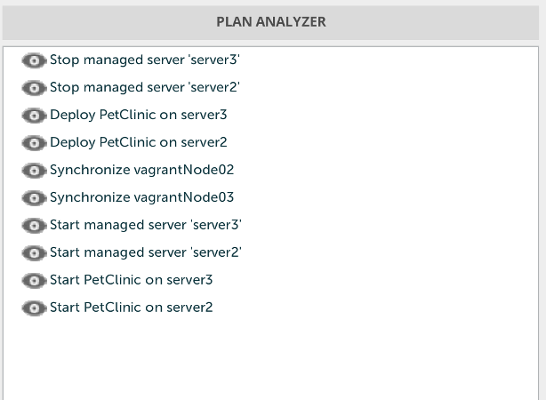 PLAN ANALYZER
Stop managed server 'server3'
Stop managed server 'server2'
Deploy PetClinic on server3
Deploy PetClinic on server2
Synchronize vagrantNode02
Synchronize vagrantNode03
Start managed server 'server3'
Start managed server 'server2'
Start PetClinic on server3
Start PetClinic on server2